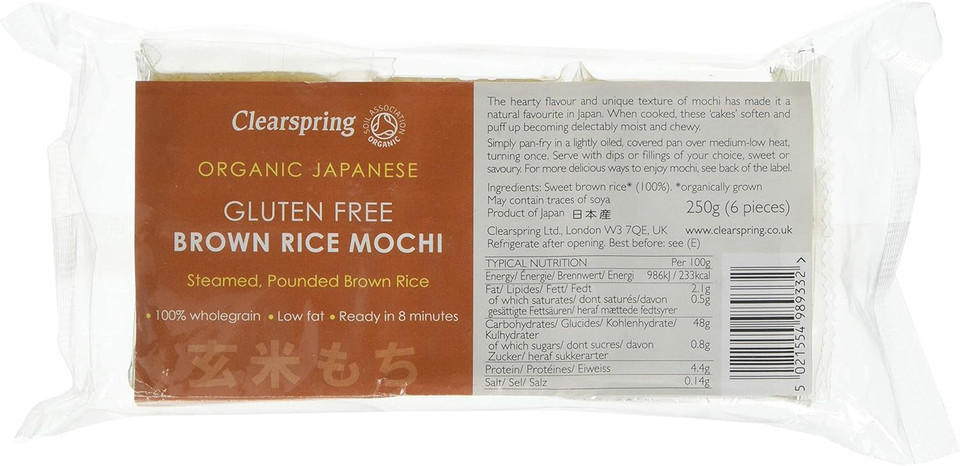 Clearspring
SOIL ASSOCIATION
ORGANIC
ORGANIC JAPANESE
GLUTEN FREE
BROWN RICE MOCHI
Steamed, Pounded Brown Rice
• 100% wholegrain • Low fat • Ready in 8 minutes
玄米もち
The hearty flavour and unique texture of mochi has made it a
natural favourite in Japan. When cooked, these 'cakes' soften and
puff up becoming delectably moist and chewy.
Simply pan-fry in a lightly oiled, covered pan over medium-low heat,
turning once. Serve with dips or fillings of your choice, sweet or
savoury. For more delicious ways to enjoy mochi, see back of the label.
Ingredients: Sweet brown rice* (100%). *organically grown
May contain traces of soya
Product of Japan 日本産 250g (6 pieces)
Clearspring Ltd., London W3 7QE, UK www.clearspring.co.uk
Refrigerate after opening. Best before: see (E)
TYPICAL NUTRITION Per 100g
Energy/ Énergie/ Brennwert/ Energi 986kJ / 233kcal
Fat/ Lipides/ Fett/ Fedt 2.1g
of which saturates/ dont saturés/davon 0.5g
gesättigte Fettsäuren/ heraf mættede fedtsyrer
Carbohydrates/ Glucides/ Kohlenhydrate/ 48g
Kulhydrater
of which sugars/ dont sucres/ davon 0.8g
Zucker/ heraf sukkerarter
Protein/ Protéines/ Eiweiss 4.4g
Salt/ Sel/ Salz 0.14g
5 021554 989332 >